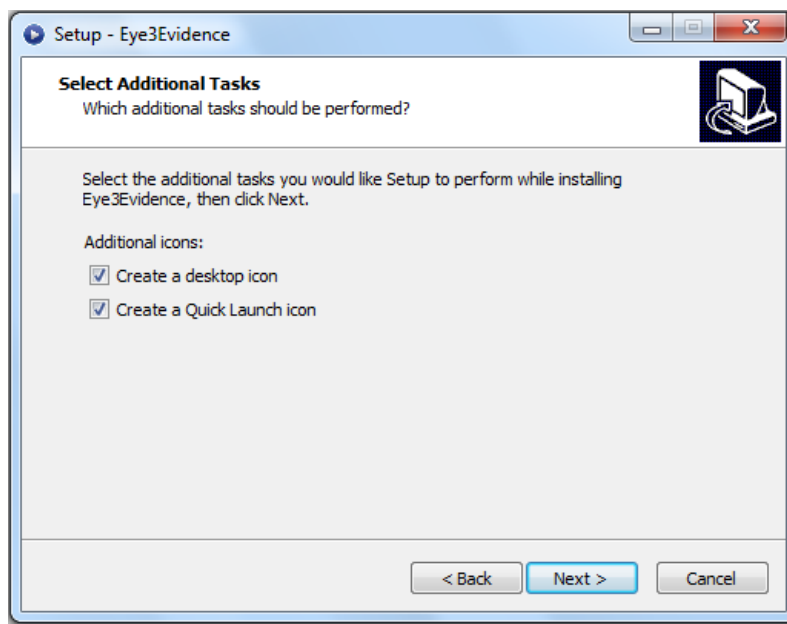 Setup - Eye3Evidence
Select Additional Tasks
Which additional tasks should be performed?
Select the additional tasks you would like Setup to perform while installing
Eye3Evidence, then click Next.
Additional icons:
Create a desktop icon
Create a Quick Launch icon
< Back
Next >
Cancel